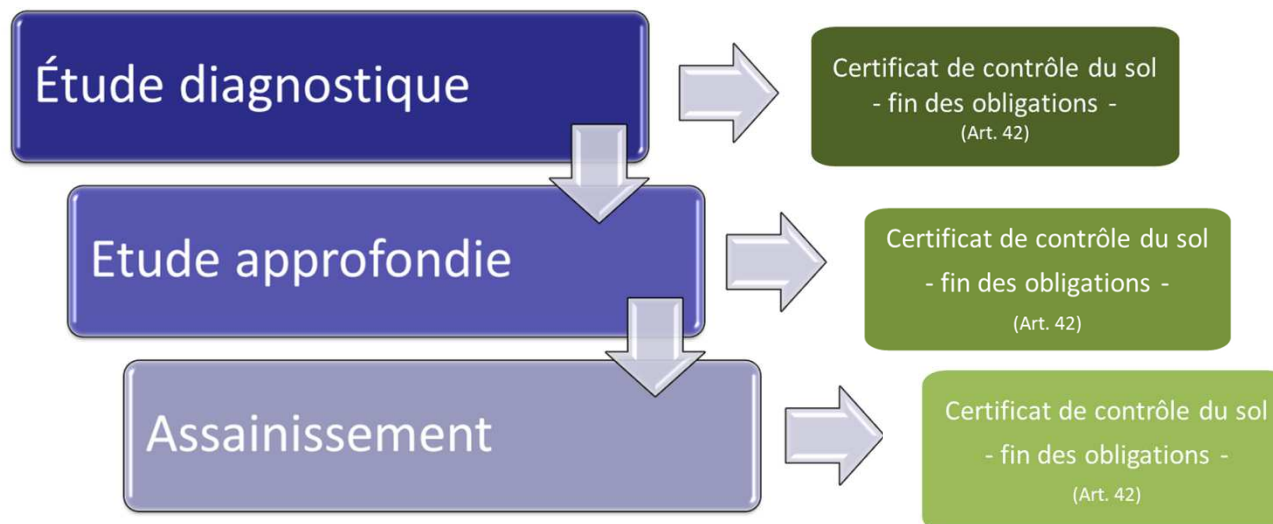 Étude diagnostique
Certificat de contrôle du sol
- fin des obligations -
(Art. 42)
Etude approfondie
Certificat de contrôle du sol
- fin des obligations -
(Art. 42)
Assainissement
Certificat de contrôle du sol
- fin des obligations -
(Art. 42)